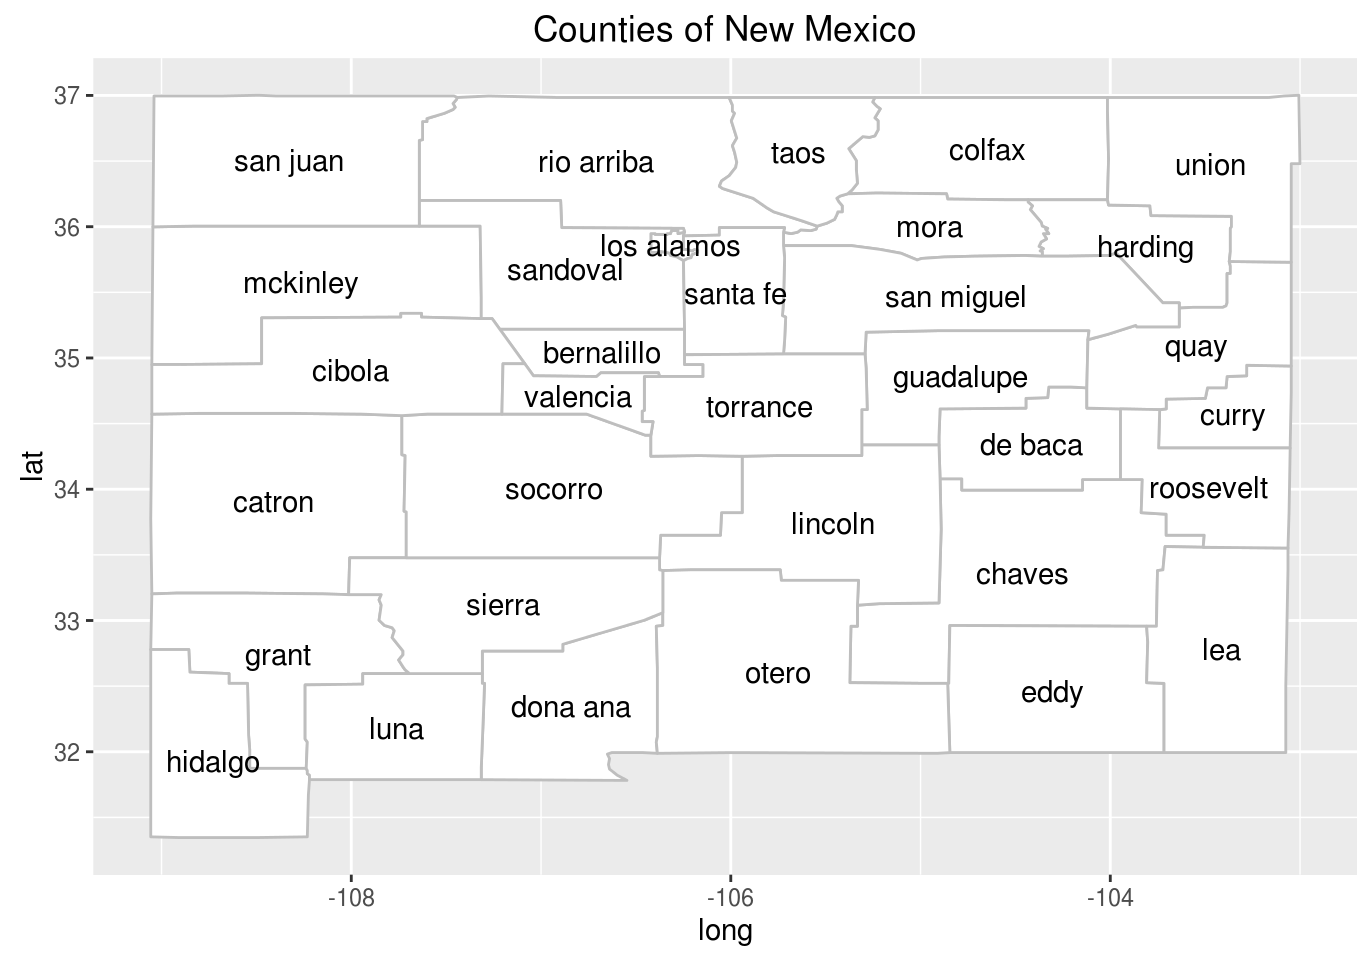 Counties of New Mexico
37
36
35
34
33
32
lat
san juan
rio arriba
taos
colfax
union
mora
los alamos
harding
sandoval
mckinley
santa fe
san miguel
bernalillo
quay
cibola
guadalupe
valencia
torrance
curry
de baca
catron
socorro
roosevelt
lincoln
chaves
sierra
grant
lea
otero
eddy
dona ana
luna
hidalgo
-108
-106
-104
long